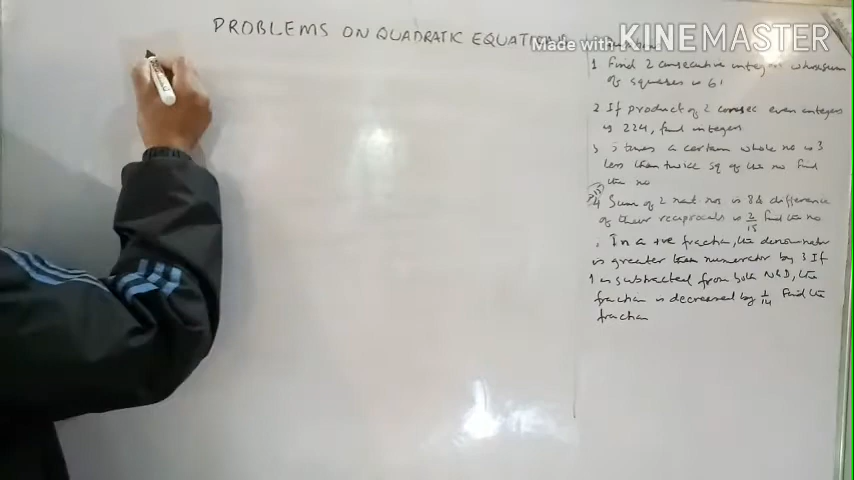 PROBLEMS ON QUADRATIC EQUATIONS
Made with KINEMASTER
1 Find 2 consecutive integers whose sum
of squares is 61
2 If product of 2 consec even integers
is 224, find integers
3 5 times a certain whole no is 3
less than twice sq of the no find
the no
4 Sum of 2 nat nos is 8 & difference
of their reciprocals is 2/15 find the no
In a +ve fraction, the denominator
is greater than numerator by 3 If
1 is subtracted from both N & D, the
fraction is decreased by 1/14 Find the
fraction